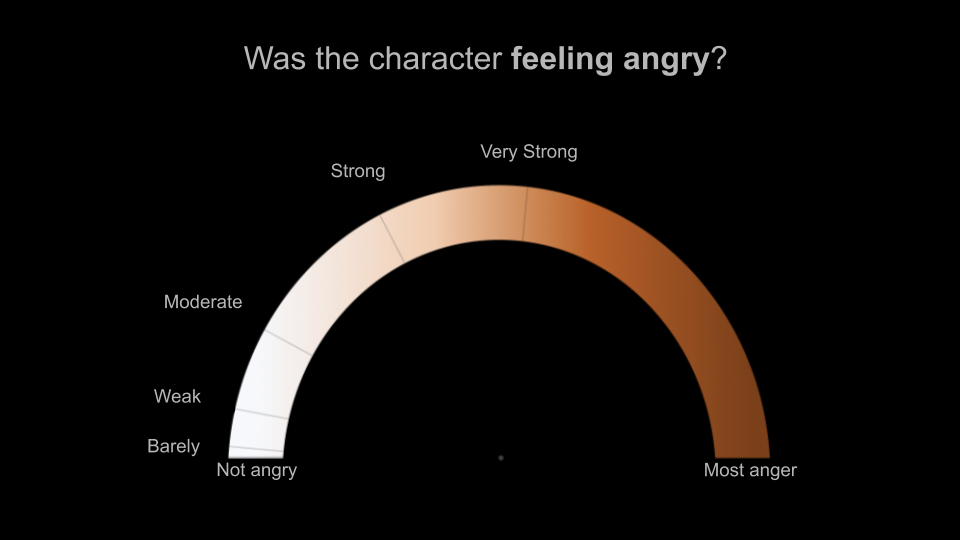 Was the character feeling angry?
Very Strong
Strong
Moderate
Weak
Barely
Not angry
Most anger